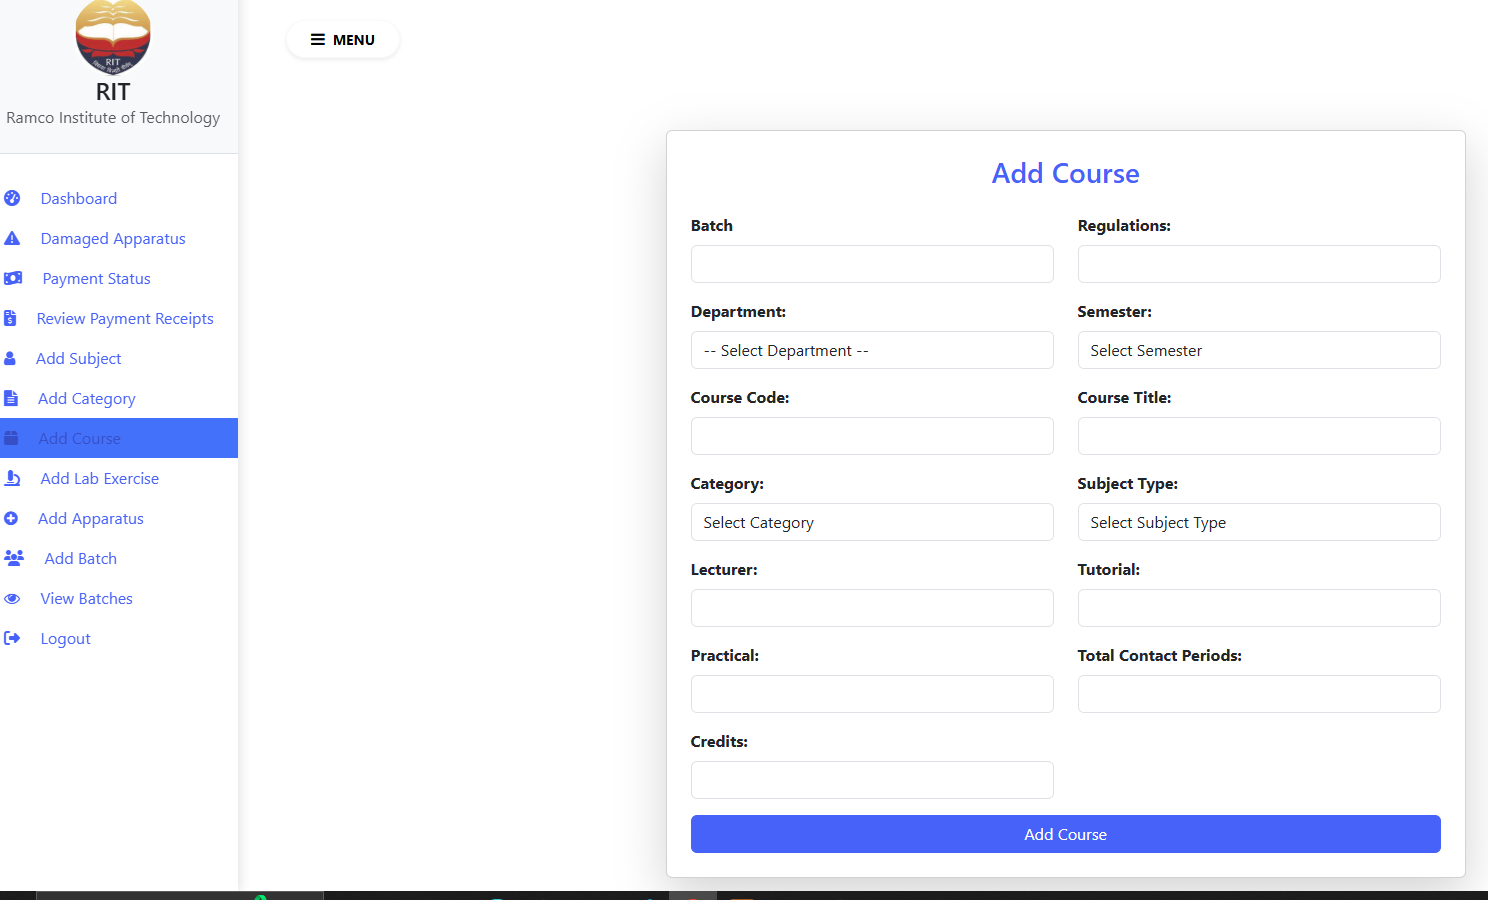 RIT
RIT
Ramco Institute of Technology
Dashboard
Damaged Apparatus
Payment Status
Review Payment Receipts
Add Subject
Add Category
Add Course
Add Lab Exercise
Add Apparatus
Add Batch
View Batches
Logout
MENU
Add Course
Batch
Regulations:
Department:
Semester:
-- Select Department --
Select Semester
Course Code:
Course Title:
Category:
Subject Type:
Select Category
Select Subject Type
Lecturer:
Tutorial:
Practical:
Total Contact Periods:
Credits:
Add Course